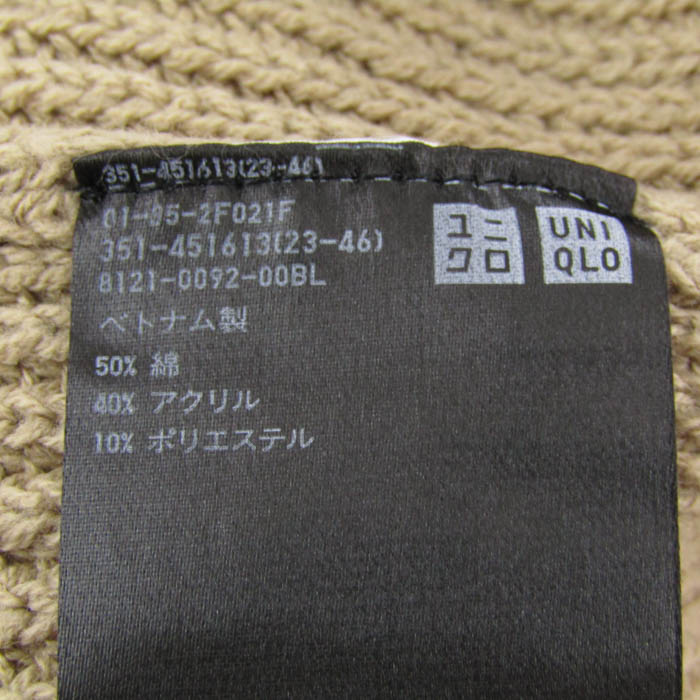 351-451613(23-46)
01-05-2F021F
351-451613(23-46)
8121-0092-00BL
ベトナム製
50% 綿
40% アクリル
10% ポリエステル
ユニ
クロ
UNI
QLO